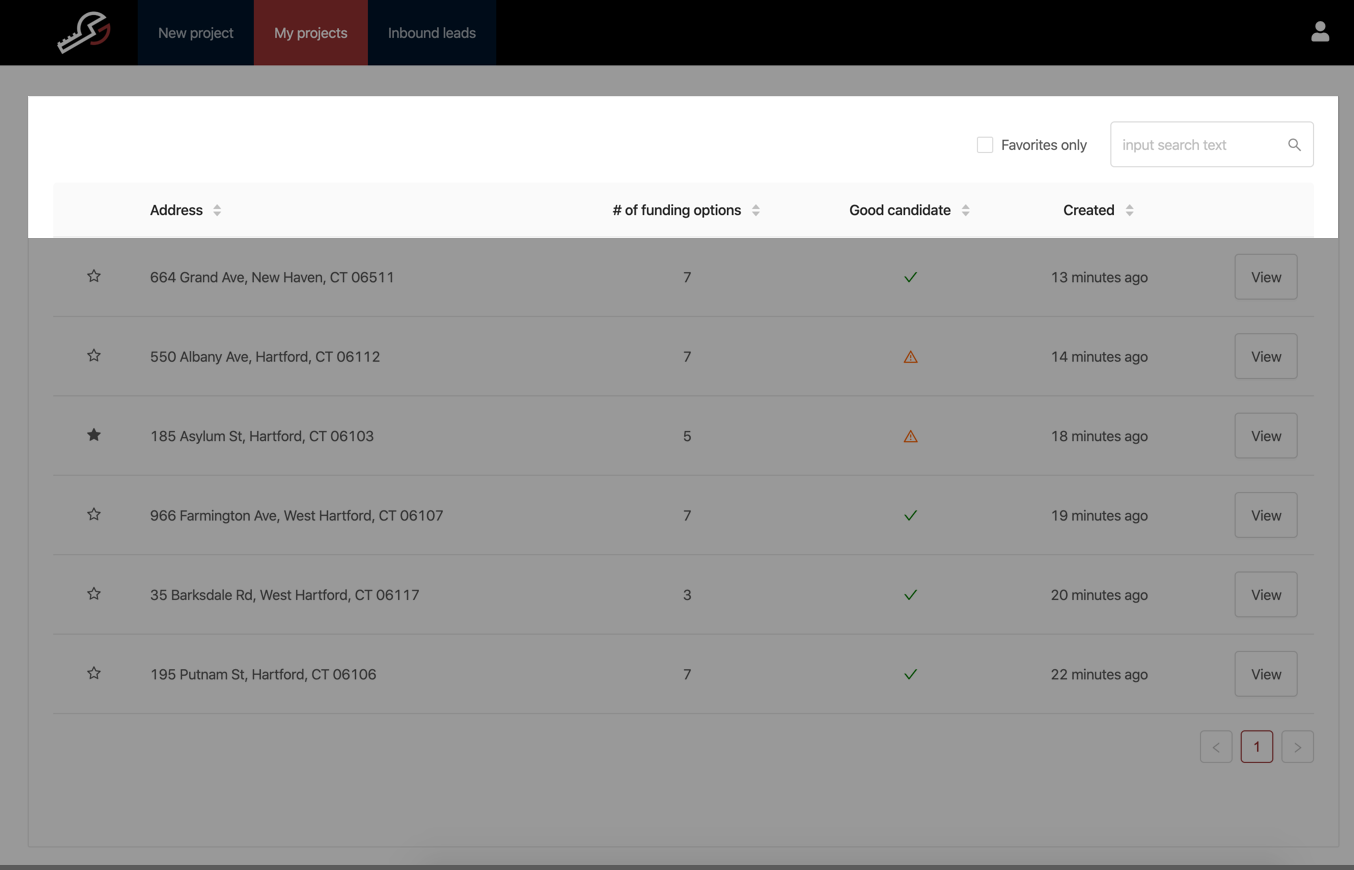 New project My projects Inbound leads
Favorites only input search text
Address # of funding options Good candidate Created
664 Grand Ave, New Haven, CT 06511 7 13 minutes ago View
550 Albany Ave, Hartford, CT 06112 7 14 minutes ago View
185 Asylum St, Hartford, CT 06103 5 18 minutes ago View
966 Farmington Ave, West Hartford, CT 06107 7 19 minutes ago View
35 Barksdale Rd, West Hartford, CT 06117 3 20 minutes ago View
195 Putnam St, Hartford, CT 06106 7 22 minutes ago View
< 1 >